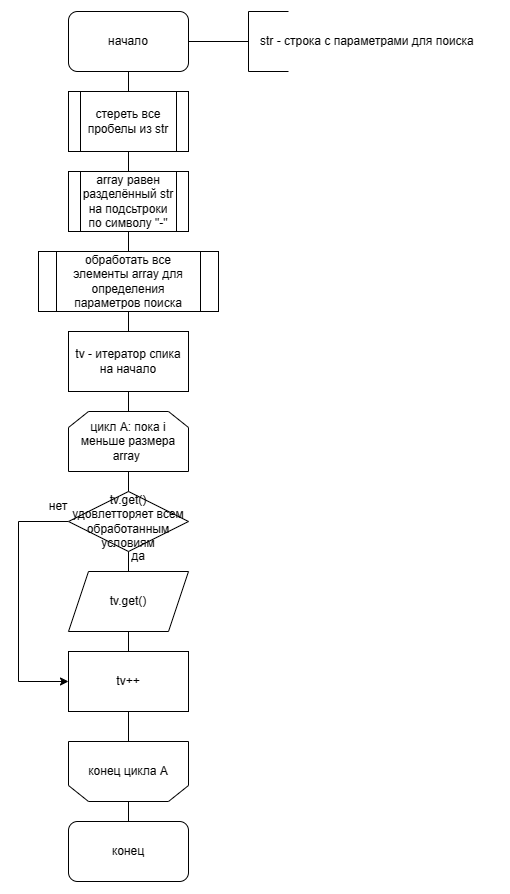 начало
str - строка с параметрами для поиска
стереть все
пробелы из str
array равен
разделённый str
на подсьтроки
по символу "-"
обработать все
элементы array для
определения
параметров поиска
tv - итератор спика
на начало
цикл А: пока i
меньше размера
array
нет
tv.get()
удовлетторяет всем
обработанным
условиям
да
tv.get()
tv++
конец цикла А
конец